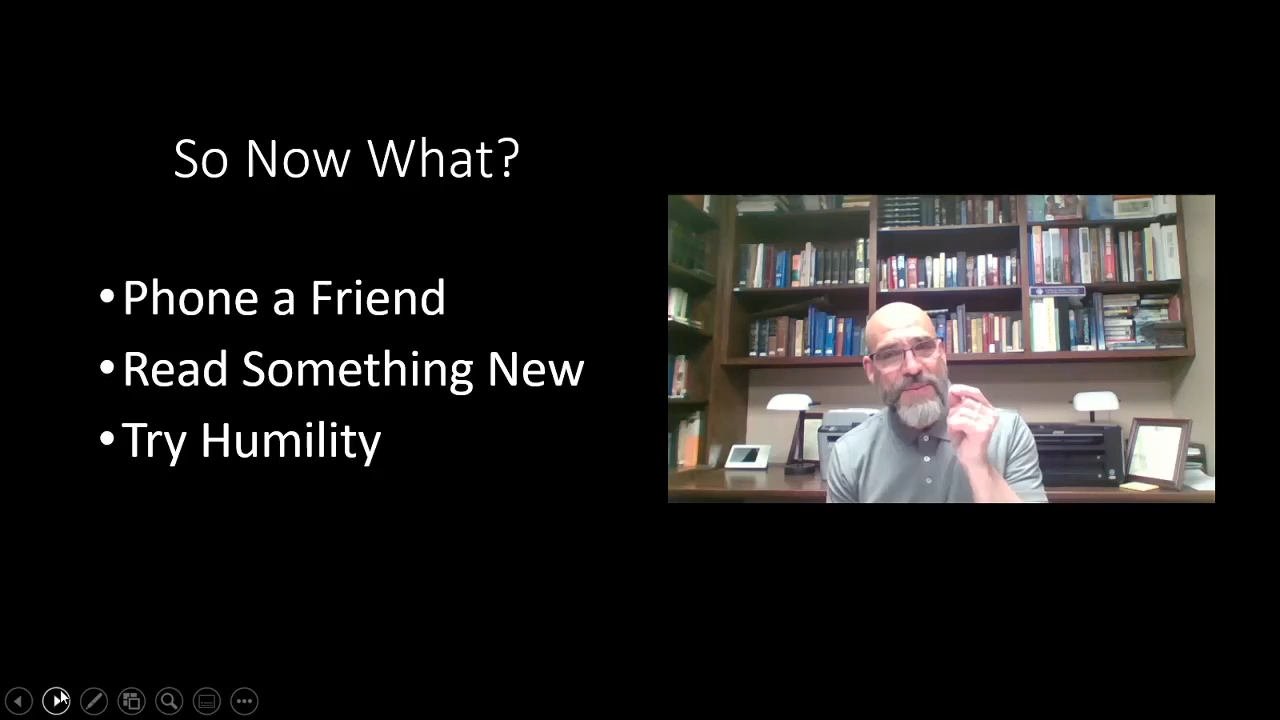 So Now What?
• Phone a Friend
• Read Something New
• Try Humility